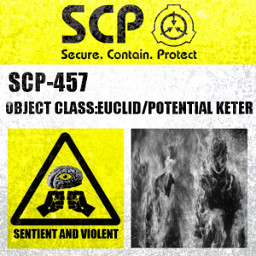 SCP
Secure. Contain. Protect
SCP-457
OBJECT CLASS:EUCLID/POTENTIAL KETER
SENTIENT AND VIOLENT